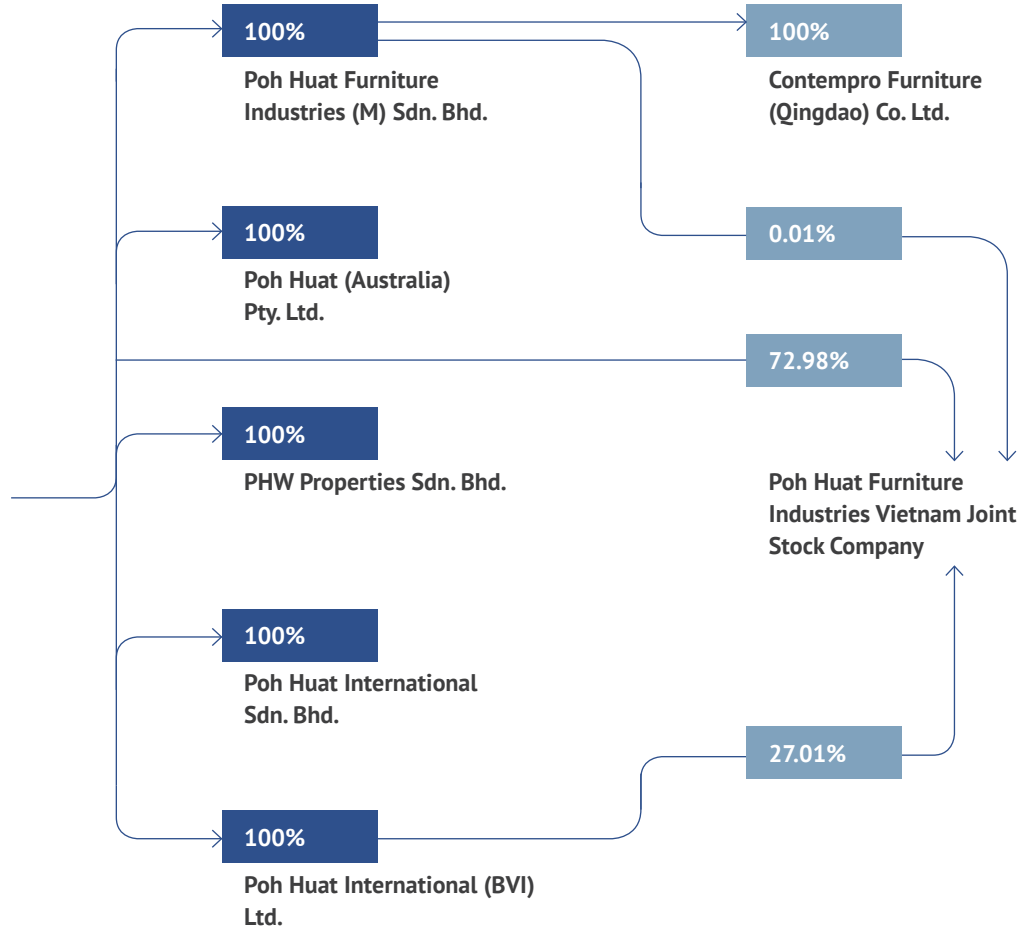 100%
Poh Huat Furniture
Industries (M) Sdn. Bhd.
100%
Contempro Furniture
(Qingdao) Co. Ltd.
100%
Poh Huat (Australia)
Pty. Ltd.
0.01%
72.98%
100%
PHW Properties Sdn. Bhd.
Poh Huat Furniture
Industries Vietnam Joint
Stock Company
100%
Poh Huat International
Sdn. Bhd.
27.01%
100%
Poh Huat International (BVI)
Ltd.